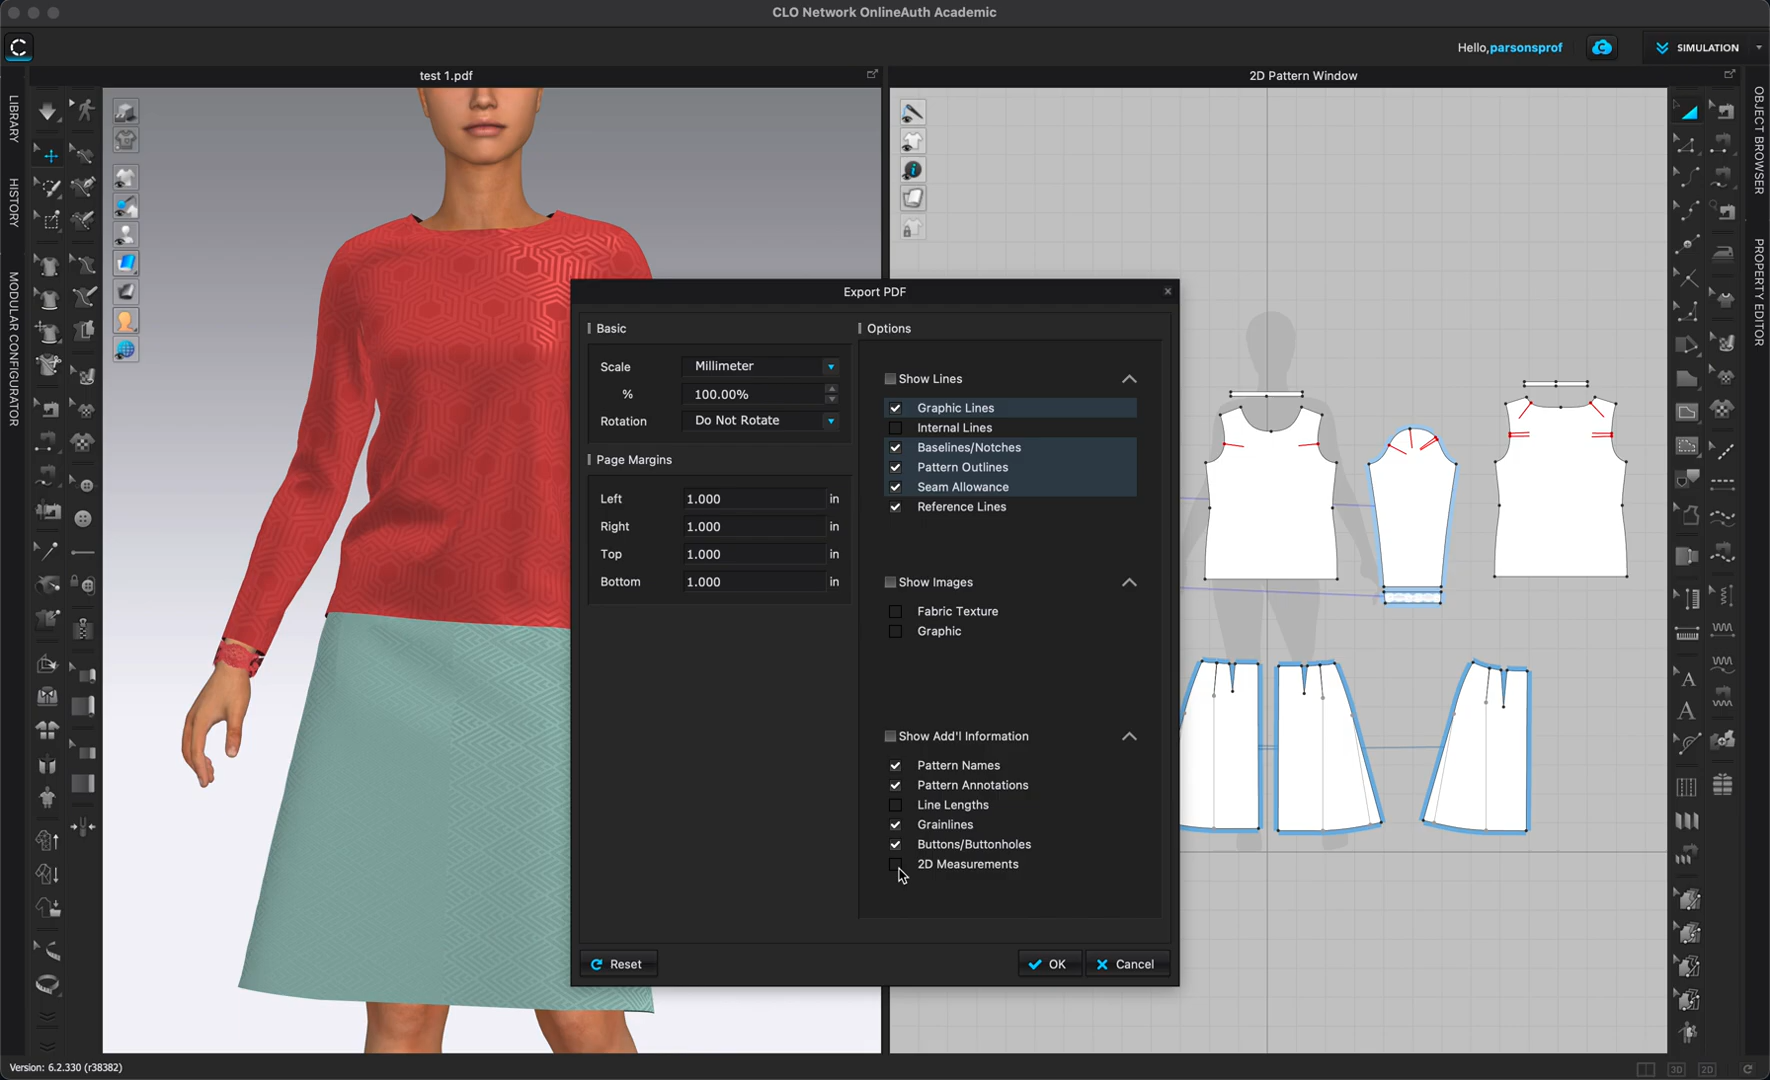 CLO Network OnlineAuth Academic
Hello,parsonsprof
SIMULATION
test 1.pdf
2D Pattern Window
LIBRARY
HISTORY
MODULAR CONFIGURATOR
OBJECT BROWSER
PROPERTY EDITOR
Export PDF
Basic
Scale Millimeter
% 100.00%
Rotation Do Not Rotate
Page Margins
Left 1.000 in
Right 1.000 in
Top 1.000 in
Bottom 1.000 in
Options
Show Lines
Graphic Lines
Internal Lines
Baselines/Notches
Pattern Outlines
Seam Allowance
Reference Lines
Show Images
Fabric Texture
Graphic
Show Add'l Information
Pattern Names
Pattern Annotations
Line Lengths
Grainlines
Buttons/Buttonholes
2D Measurements
Reset
OK
Cancel
A
A
Version: 6.2.330 (r38382)
3D
2D